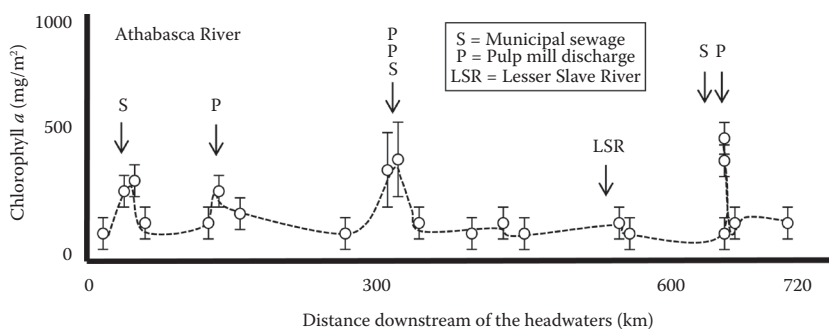 1000
Athabasca River
S = Municipal sewage
P = Pulp mill discharge
LSR = Lesser Slave River
P
P
S
S P
S
P
500
LSR
0
Chlorophyll a (mg/m²)
0
300
600
720
Distance downstream of the headwaters (km)